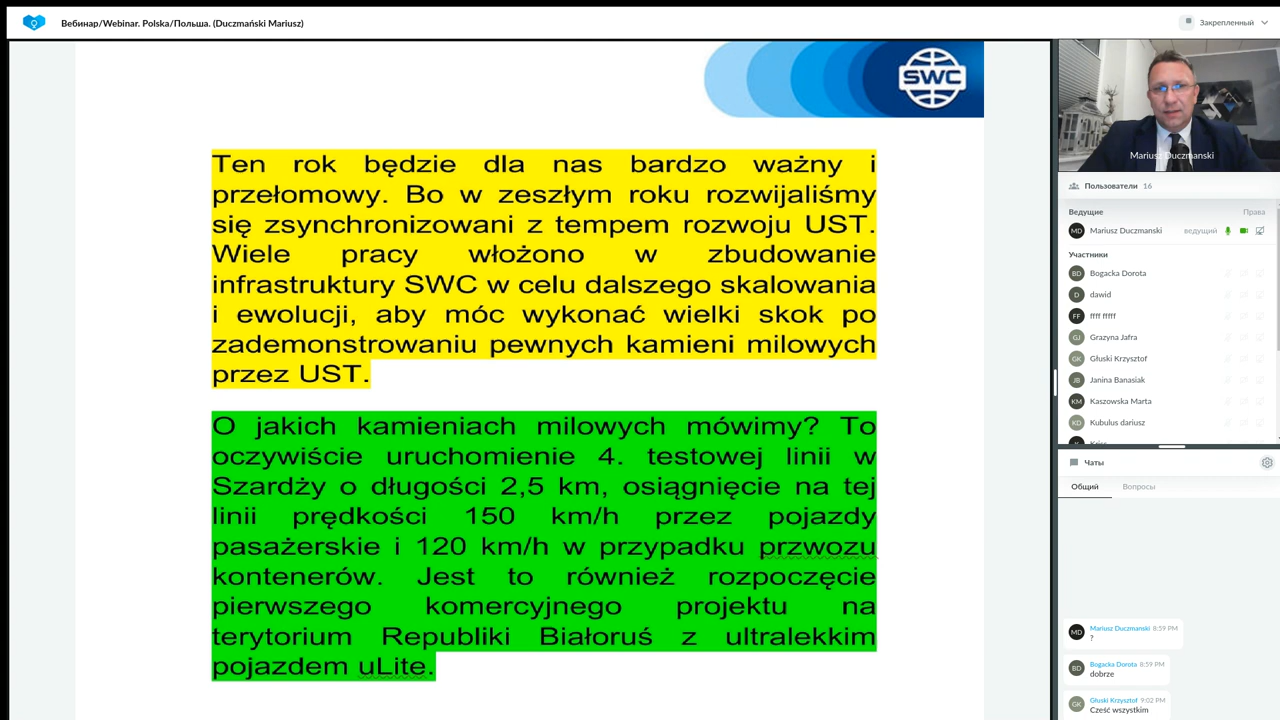 Вебинар/Webinar. Polska/Польша. (Duczmański Mariusz)
Закрепленный
SWC
Ten rok będzie dla nas bardzo ważny i
przełomowy. Bo w zeszłym roku rozwijaliśmy
się zsynchronizowani z tempem rozwoju UST.
Wiele pracy włożono w zbudowanie
infrastruktury SWC w celu dalszego skalowania
i ewolucji, aby móc wykonać wielki skok po
zademonstrowaniu pewnych kamieni milowych
przez UST.
O jakich kamieniach milowych mówimy? To
oczywiście uruchomienie 4. testowej linii w
Szardży o długości 2,5 km, osiągnięcie na tej
linii prędkości 150 km/h przez pojazdy
pasażerskie i 120 km/h w przypadku przwozu
kontenerów. Jest to również rozpoczęcie
pierwszego komercyjnego projektu na
terytorium Republiki Białoruś z ultralekkim
pojazdem uLite.
Mariusz Duczmanski
Пользователи 16
Ведущие Права
MD Mariusz Duczmanski ведущий
Участники
BD Bogacka Dorota
D dawid
FF ffff fffff
GJ Grazyna Jafra
GK Głuski Krzysztof
JB Janina Banasiak
KM Kaszowska Marta
KD Kubulus dariusz
Чаты
Общий Вопросы
MD Mariusz Duczmanski 8:59 PM
?
BD Bogacka Dorota 8:59 PM
dobrze
GK Głuski Krzysztof 9:02 PM
Cześć wszystkim